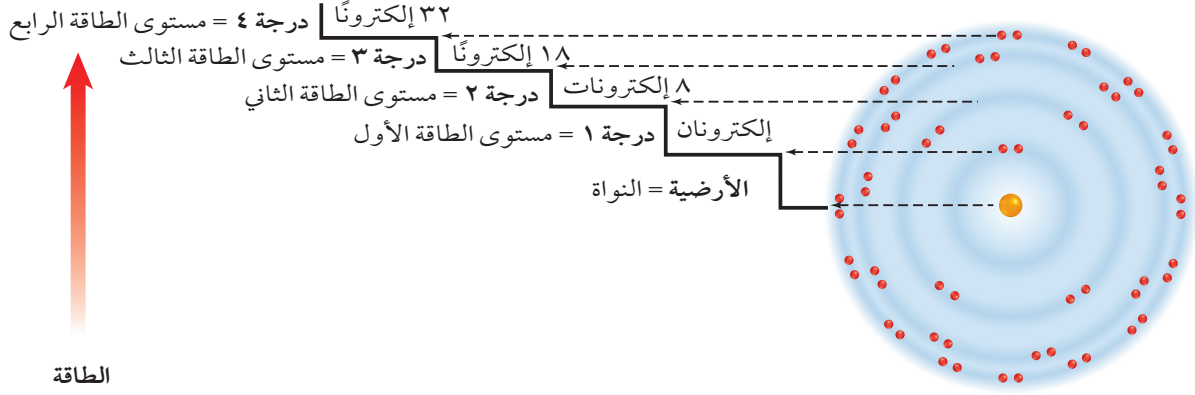 ٣٢ إلكترونًا
درجة ٤ = مستوى الطاقة الرابع
١٨ إلكترونًا
درجة ٣ = مستوى الطاقة الثالث
٨ إلكترونات
درجة ٢ = مستوى الطاقة الثاني
إلكترونان
درجة ١ = مستوى الطاقة الأول
الأرضية = النواة
الطاقة